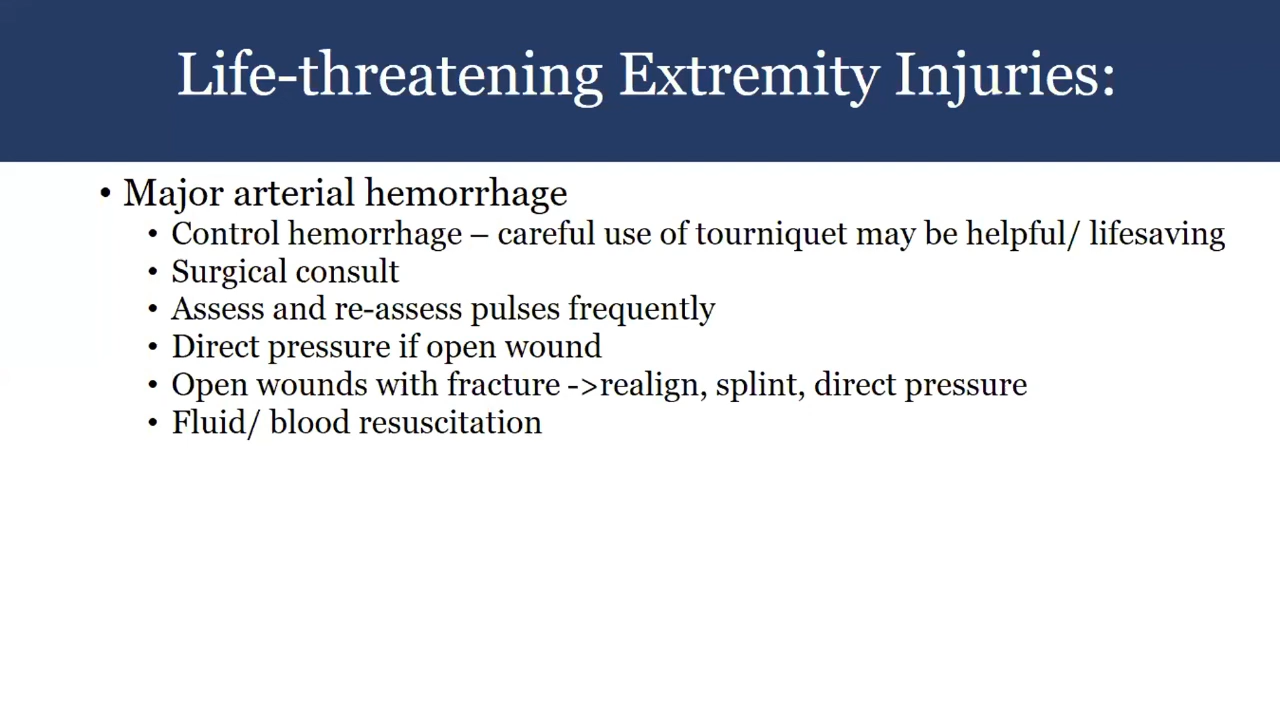 Life-threatening Extremity Injuries:
• Major arterial hemorrhage
• Control hemorrhage – careful use of tourniquet may be helpful/ lifesaving
• Surgical consult
• Assess and re-assess pulses frequently
• Direct pressure if open wound
• Open wounds with fracture ->realign, splint, direct pressure
• Fluid/ blood resuscitation